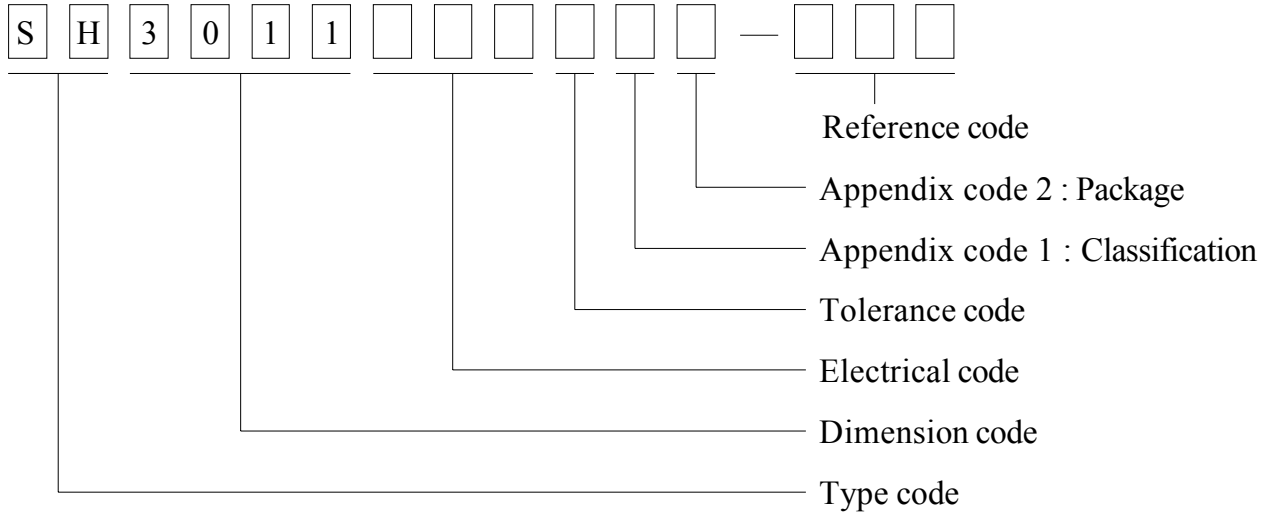 S H 3 0 1 1 —
Reference code
Appendix code 2 : Package
Appendix code 1 : Classification
Tolerance code
Electrical code
Dimension code
Type code